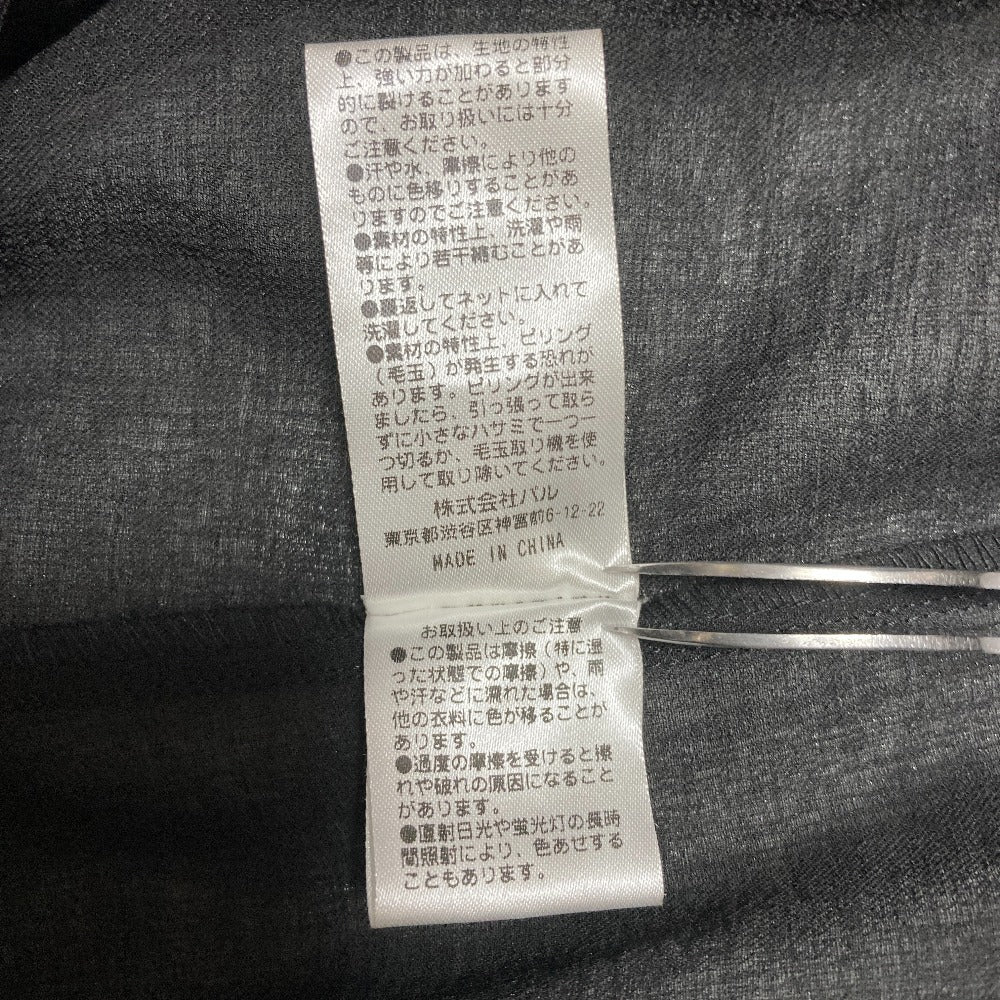 ●この製品は、生地の特性
上、強い力が加わると部分
的に裂けることがあります
ので、お取り扱いには十分
ご注意ください。
●汗や水、摩擦により他の
ものに色移りすることがあ
りますのでご注意ください。
●素材の特性上、洗濯や雨
等により若干縮むことがあ
ります。
●裏返してネットに入れて
洗濯してください。
●素材の特性上、ピリング
(毛玉)が発生する恐れが
あります。ピリングが出来
ましたら、引っ張って取ら
ずに小さなハサミで一つ一
つ切るか、毛玉取り機を使
用して取り除いてください。
株式会社パル
東京都渋谷区神宮前6-12-22
MADE IN CHINA
お取扱い上のご注意
●この製品は摩擦(特に湿
った状態での摩擦)や、雨
や汗などに濡れた場合は、
他の衣料に色が移ることが
あります。
●過度の摩擦を受けると擦
れや破れの原因になること
があります。
●直射日光や蛍光灯の長時
間照射により、色あせする
こともあります。